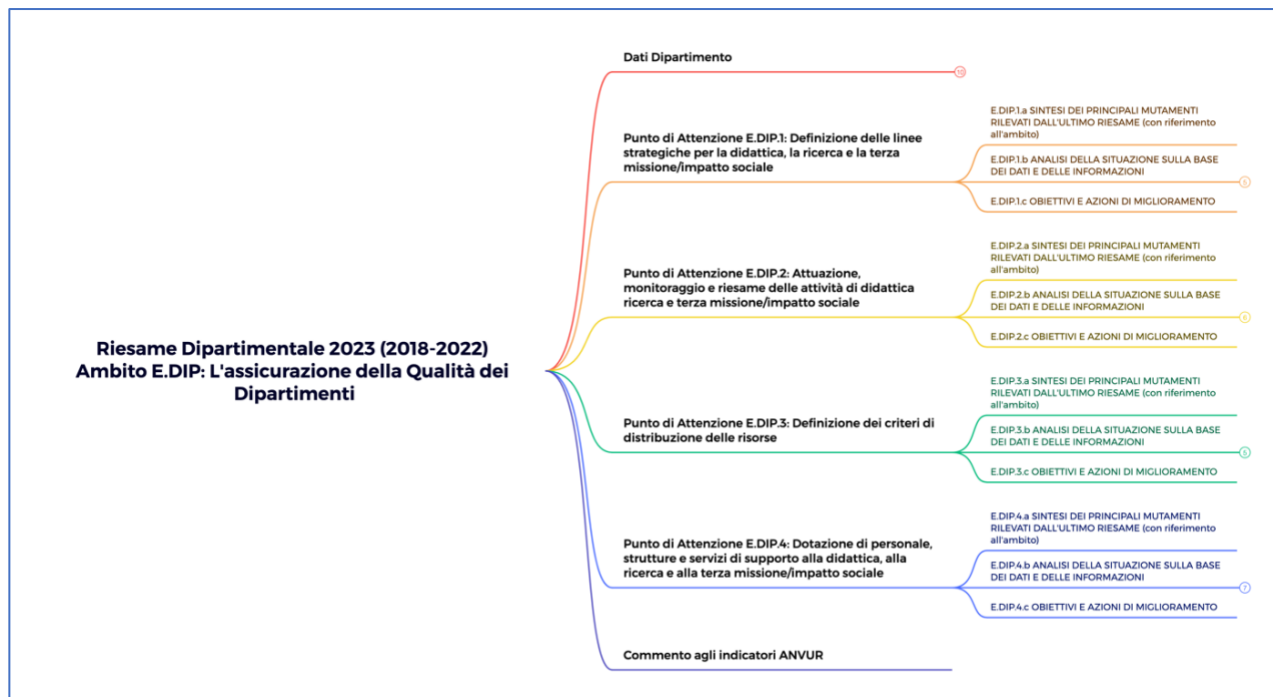 Riesame Dipartimentale 2023 (2018-2022)
Ambito E.DIP: L'assicurazione della Qualità dei
Dipartimenti
Dati Dipartimento
10
Punto di Attenzione E.DIP.1: Definizione delle linee
strategiche per la didattica, la ricerca e la terza
missione/impatto sociale
E.DIP.1.a SINTESI DEI PRINCIPALI MUTAMENTI
RILEVATI DALL'ULTIMO RIESAME (con riferimento
all'ambito)
E.DIP.1.b ANALISI DELLA SITUAZIONE SULLA BASE
DEI DATI E DELLE INFORMAZIONI
E.DIP.1.c OBIETTIVI E AZIONI DI MIGLIORAMENTO
Punto di Attenzione E.DIP.2: Attuazione,
monitoraggio e riesame delle attività di didattica
ricerca e terza missione/impatto sociale
E.DIP.2.a SINTESI DEI PRINCIPALI MUTAMENTI
RILEVATI DALL'ULTIMO RIESAME (con riferimento
all'ambito)
E.DIP.2.b ANALISI DELLA SITUAZIONE SULLA BASE
DEI DATI E DELLE INFORMAZIONI
E.DIP.2.c OBIETTIVI E AZIONI DI MIGLIORAMENTO
Punto di Attenzione E.DIP.3: Definizione dei criteri di
distribuzione delle risorse
E.DIP.3.a SINTESI DEI PRINCIPALI MUTAMENTI
RILEVATI DALL'ULTIMO RIESAME (con riferimento
all'ambito)
E.DIP.3.b ANALISI DELLA SITUAZIONE SULLA BASE
DEI DATI E DELLE INFORMAZIONI
E.DIP.3.c OBIETTIVI E AZIONI DI MIGLIORAMENTO
Punto di Attenzione E.DIP.4: Dotazione di personale,
strutture e servizi di supporto alla didattica, alla
ricerca e alla terza missione/impatto sociale
E.DIP.4.a SINTESI DEI PRINCIPALI MUTAMENTI
RILEVATI DALL'ULTIMO RIESAME (con riferimento
all'ambito)
E.DIP.4.b ANALISI DELLA SITUAZIONE SULLA BASE
DEI DATI E DELLE INFORMAZIONI
7
E.DIP.4.c OBIETTIVI E AZIONI DI MIGLIORAMENTO
Commento agli indicatori ANVUR